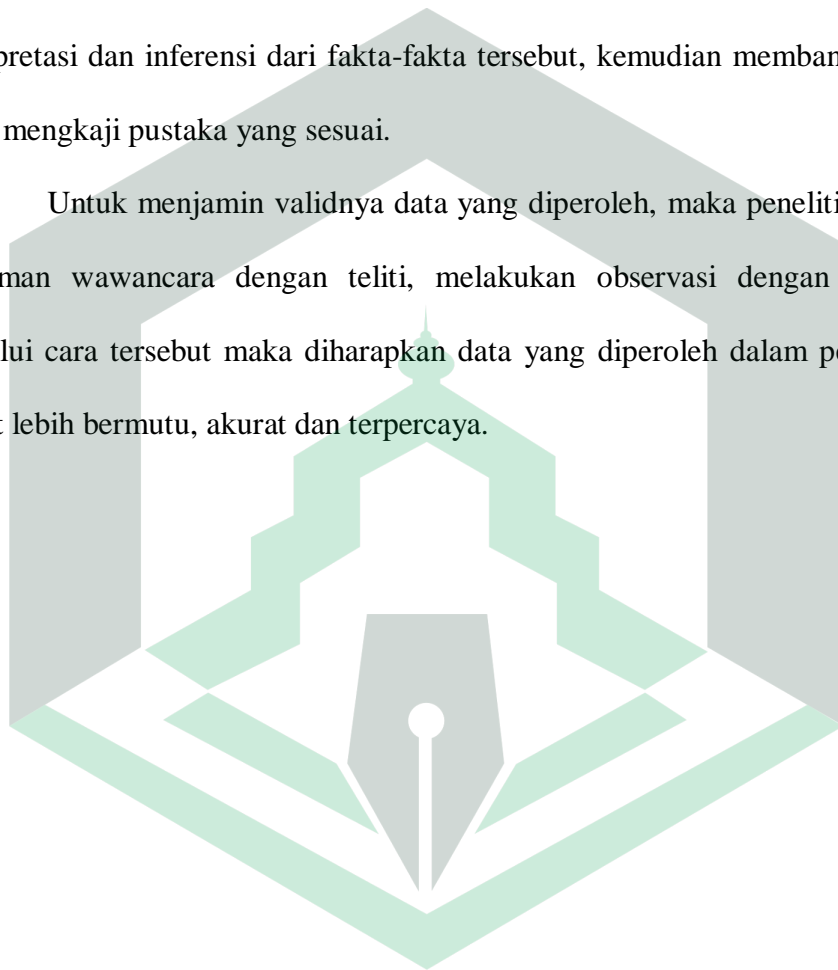 pretasi dan inferensi dari fakta-fakta tersebut, kemudian memban
mengkaji pustaka yang sesuai.
Untuk menjamin validnya data yang diperoleh, maka peneliti
man wawancara dengan teliti, melakukan observasi dengan
lui cara tersebut maka diharapkan data yang diperoleh dalam pe
t lebih bermutu, akurat dan terpercaya.